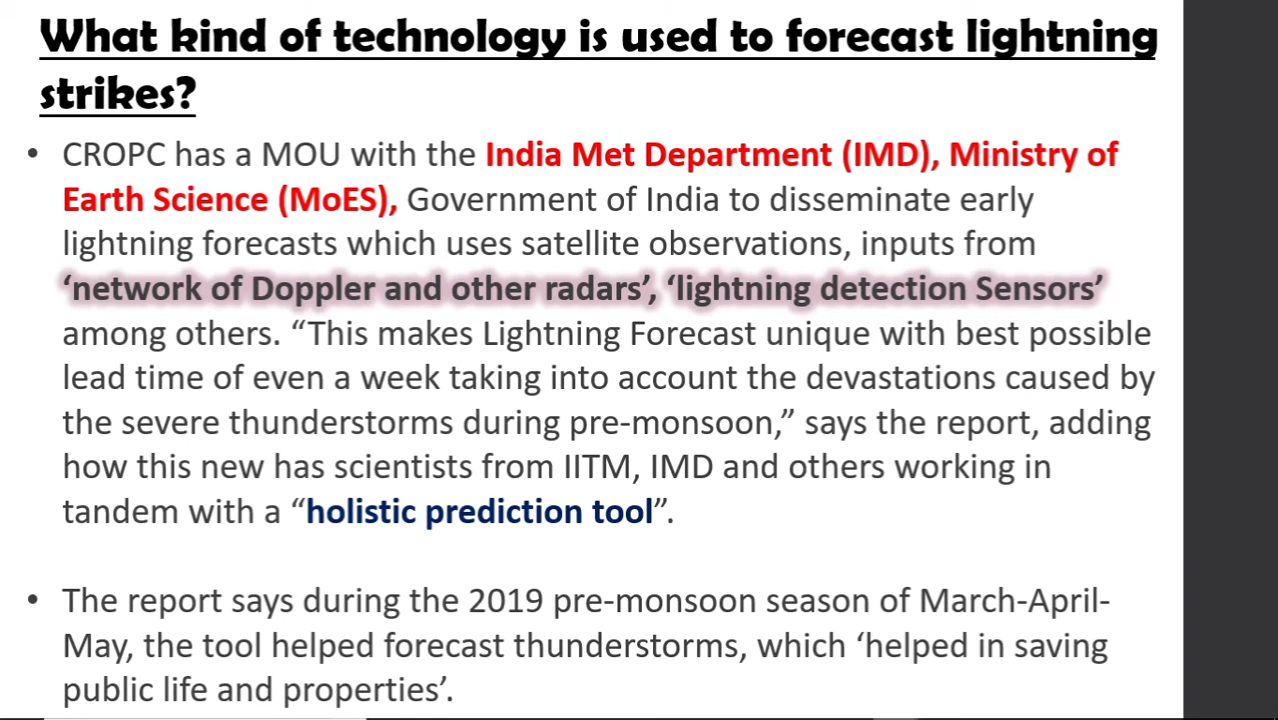 What kind of technology is used to forecast lightning
strikes?
• CROPC has a MOU with the India Met Department (IMD), Ministry of
Earth Science (MoES), Government of India to disseminate early
lightning forecasts which uses satellite observations, inputs from
‘network of Doppler and other radars’, ‘lightning detection Sensors’
among others. “This makes Lightning Forecast unique with best possible
lead time of even a week taking into account the devastations caused by
the severe thunderstorms during pre-monsoon,” says the report, adding
how this new has scientists from IITM, IMD and others working in
tandem with a “holistic prediction tool”.
• The report says during the 2019 pre-monsoon season of March-April-
May, the tool helped forecast thunderstorms, which ‘helped in saving
public life and properties’.